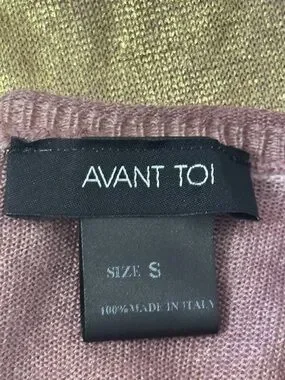 AVANT TOI
SIZE S
100% MADE IN ITALY